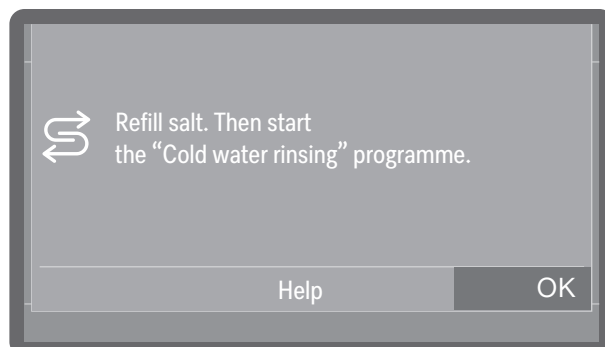 Refill salt. Then start
the “Cold water rinsing” programme.
Help
OK